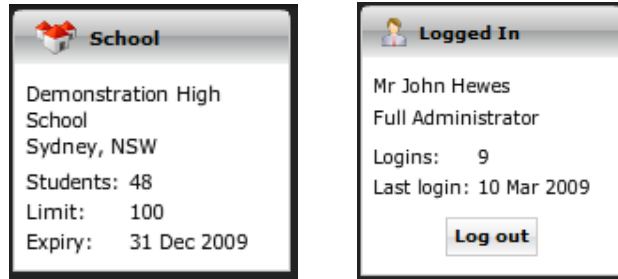 School
Demonstration High
School
Sydney, NSW
Students: 48
Limit: 100
Expiry: 31 Dec 2009
Logged In
Mr John Hewes
Full Administrator
Logins: 9
Last login: 10 Mar 2009
Log out